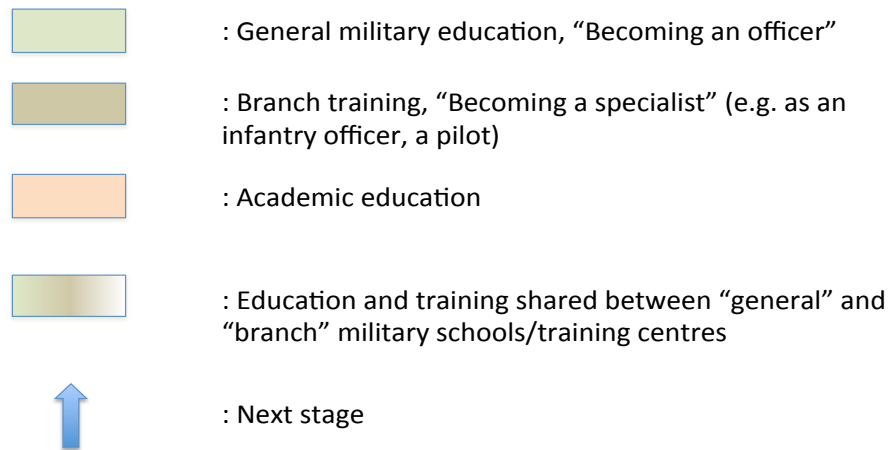 : General military education, “Becoming an officer”
: Branch training, “Becoming a specialist” (e.g. as an
infantry officer, a pilot)
: Academic education
: Education and training shared between “general” and
“branch” military schools/training centres
: Next stage